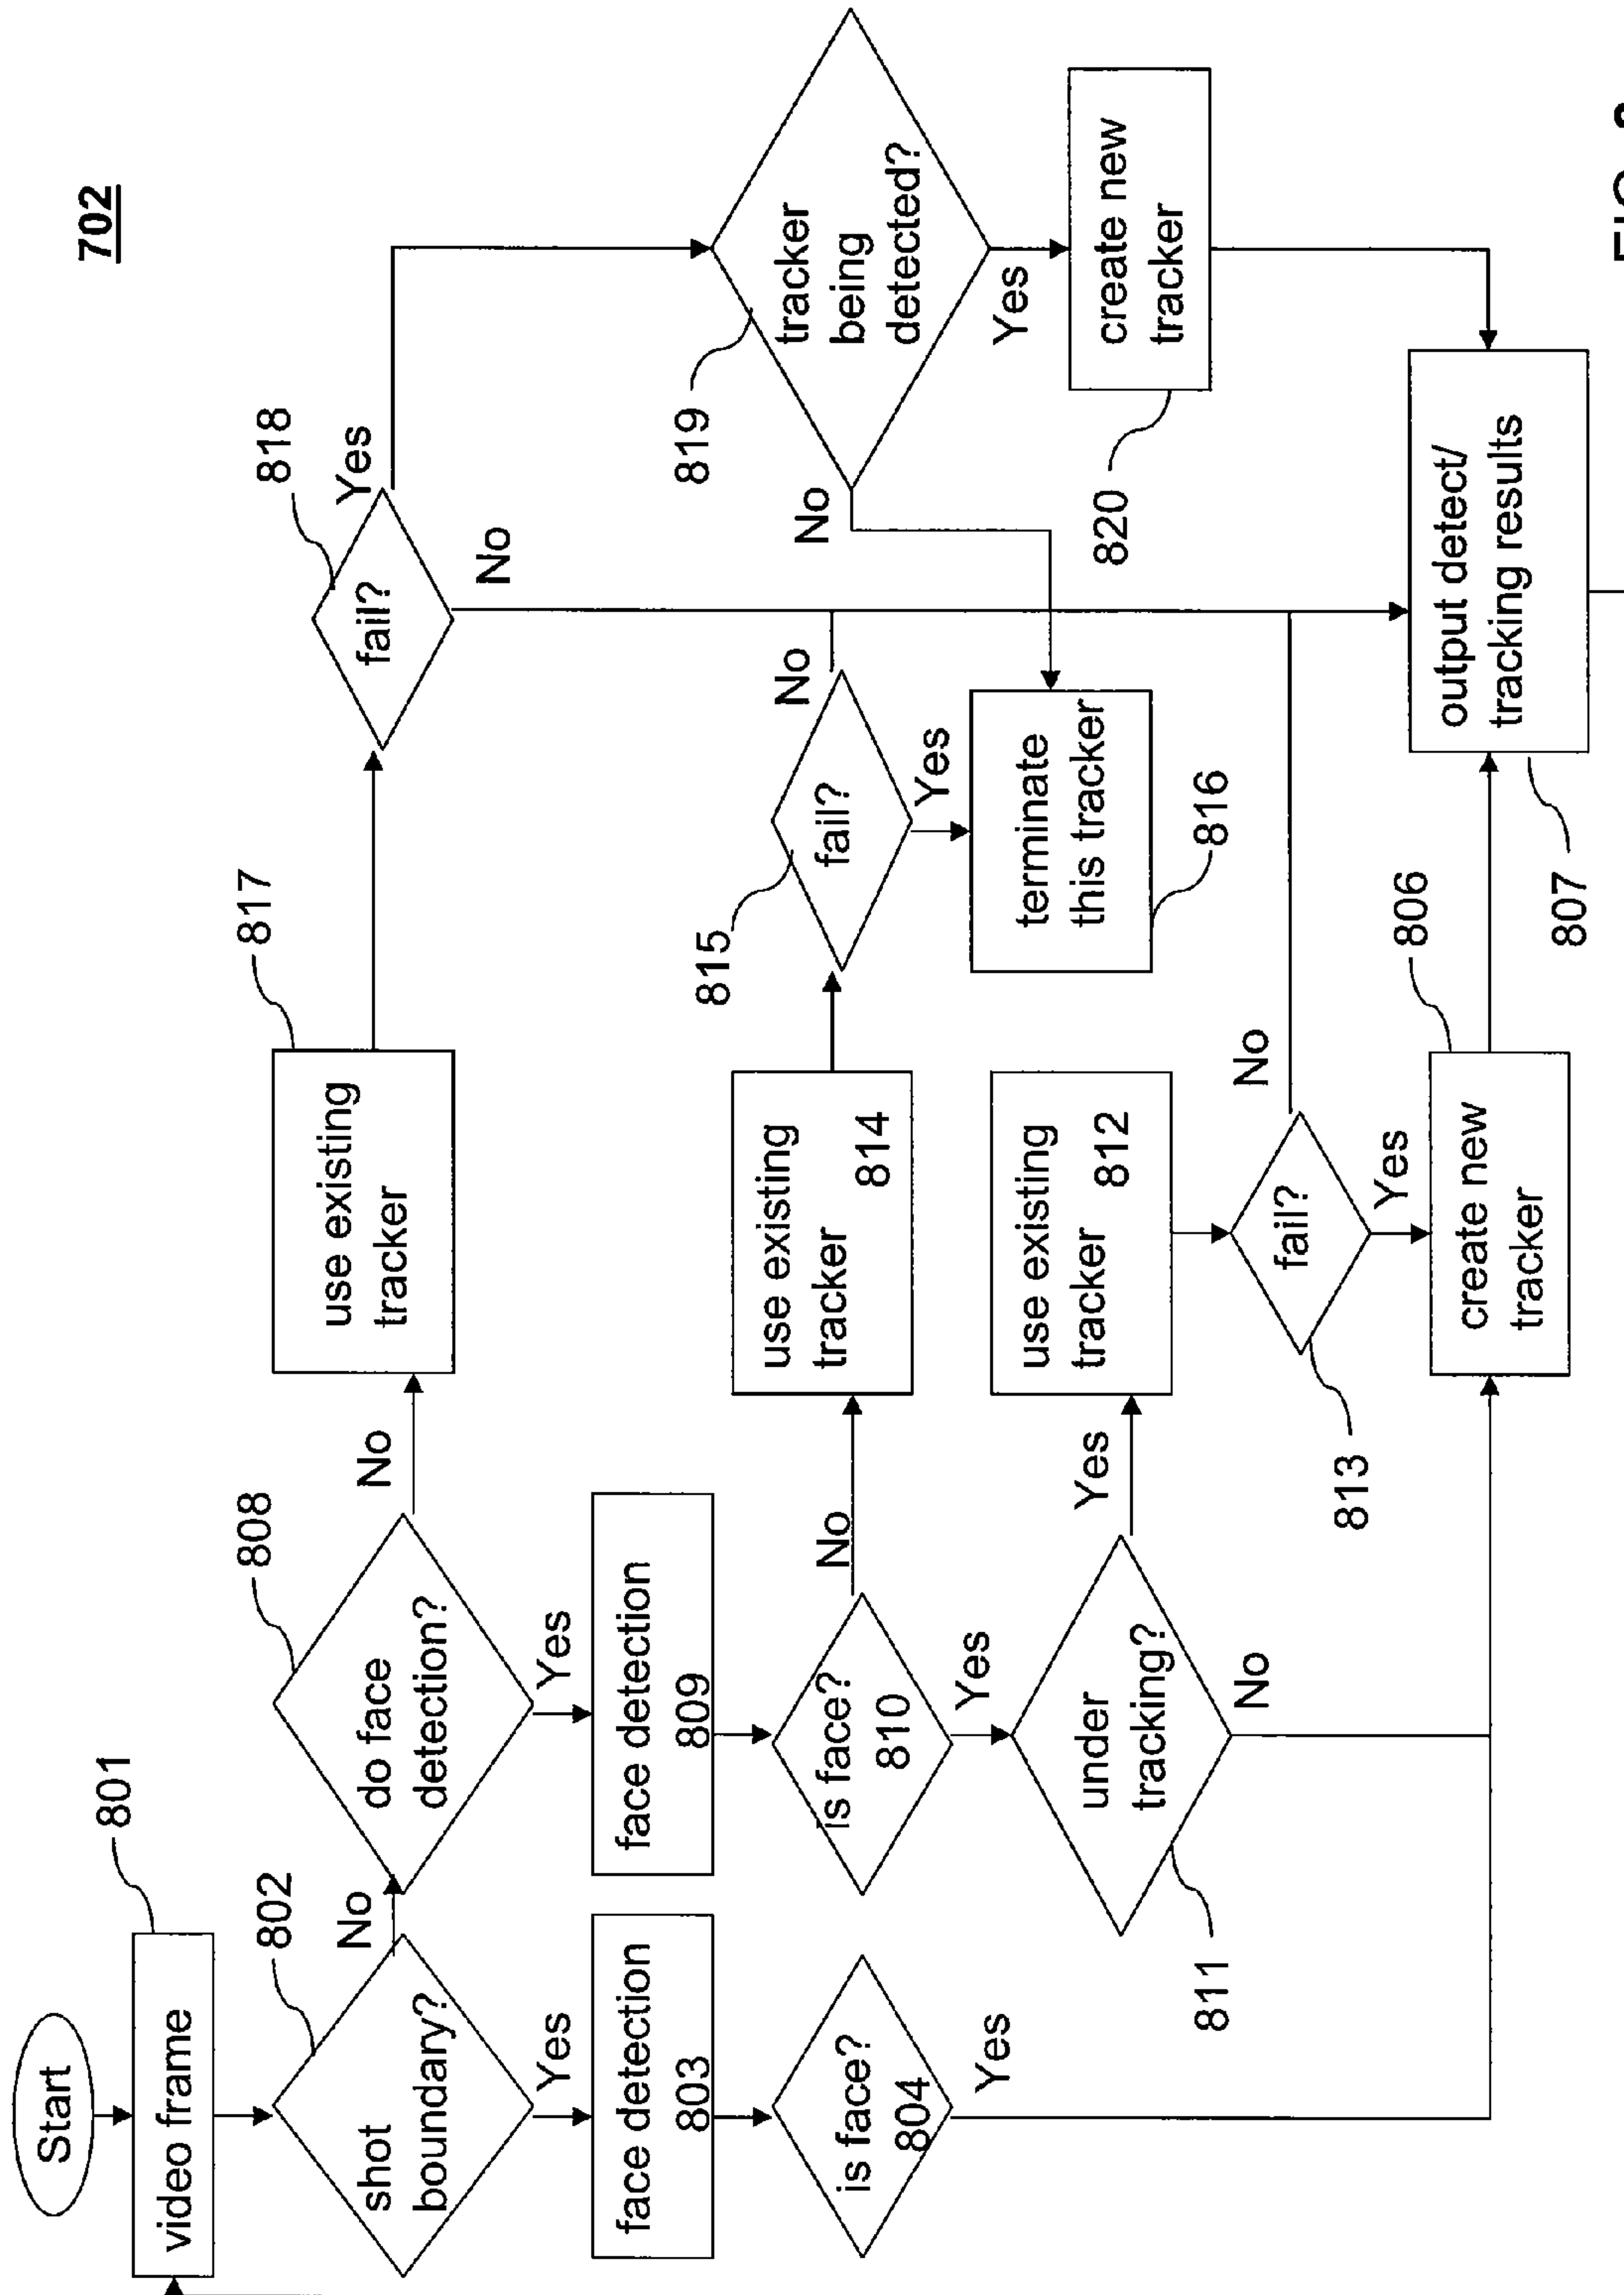 702
Start
video frame
801
shot
boundary?
802
No
Yes
do face
detection?
808
No
Yes
use existing
tracker
817
fail?
818
Yes
No
face detection
803
face detection
809
is face?
804
Yes
is face?
810
No
Yes
use existing
tracker 814
fail?
815
No
Yes
tracker
being
detected?
819
No
Yes
under
tracking?
811
Yes
No
use existing
tracker 812
terminate
this tracker
816
create new
tracker
820
fail?
813
No
Yes
create new
tracker
806
output detect/
tracking results
807